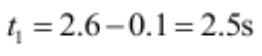 t₁ = 2.6 − 0.1 = 2.5s